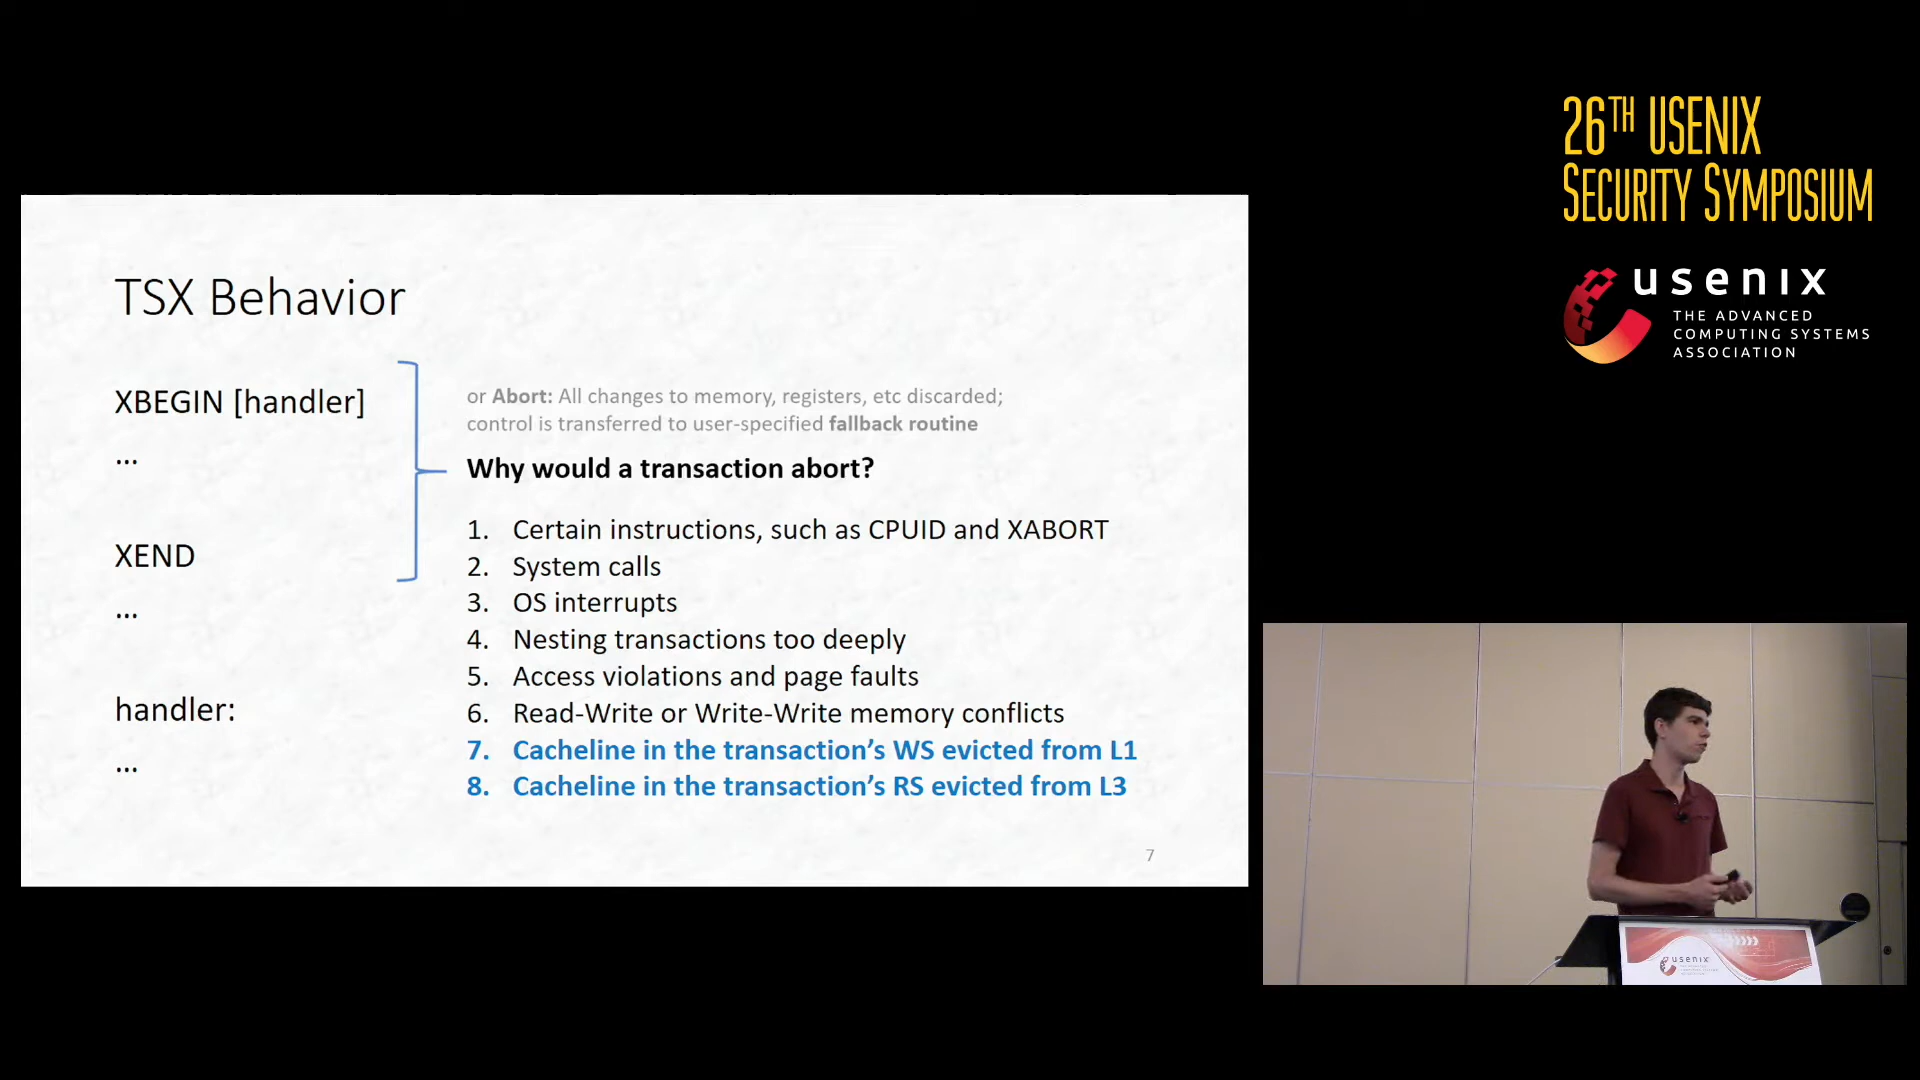 26TH USENIX
SECURITY SYMPOSIUM
usenix
THE ADVANCED
COMPUTING SYSTEMS
ASSOCIATION
TSX Behavior
XBEGIN [handler]
...
XEND
...
handler:
...
or Abort: All changes to memory, registers, etc discarded;
control is transferred to user-specified fallback routine
Why would a transaction abort?
1. Certain instructions, such as CPUID and XABORT
2. System calls
3. OS interrupts
4. Nesting transactions too deeply
5. Access violations and page faults
6. Read-Write or Write-Write memory conflicts
7. Cacheline in the transaction's WS evicted from L1
8. Cacheline in the transaction's RS evicted from L3
7
usenix